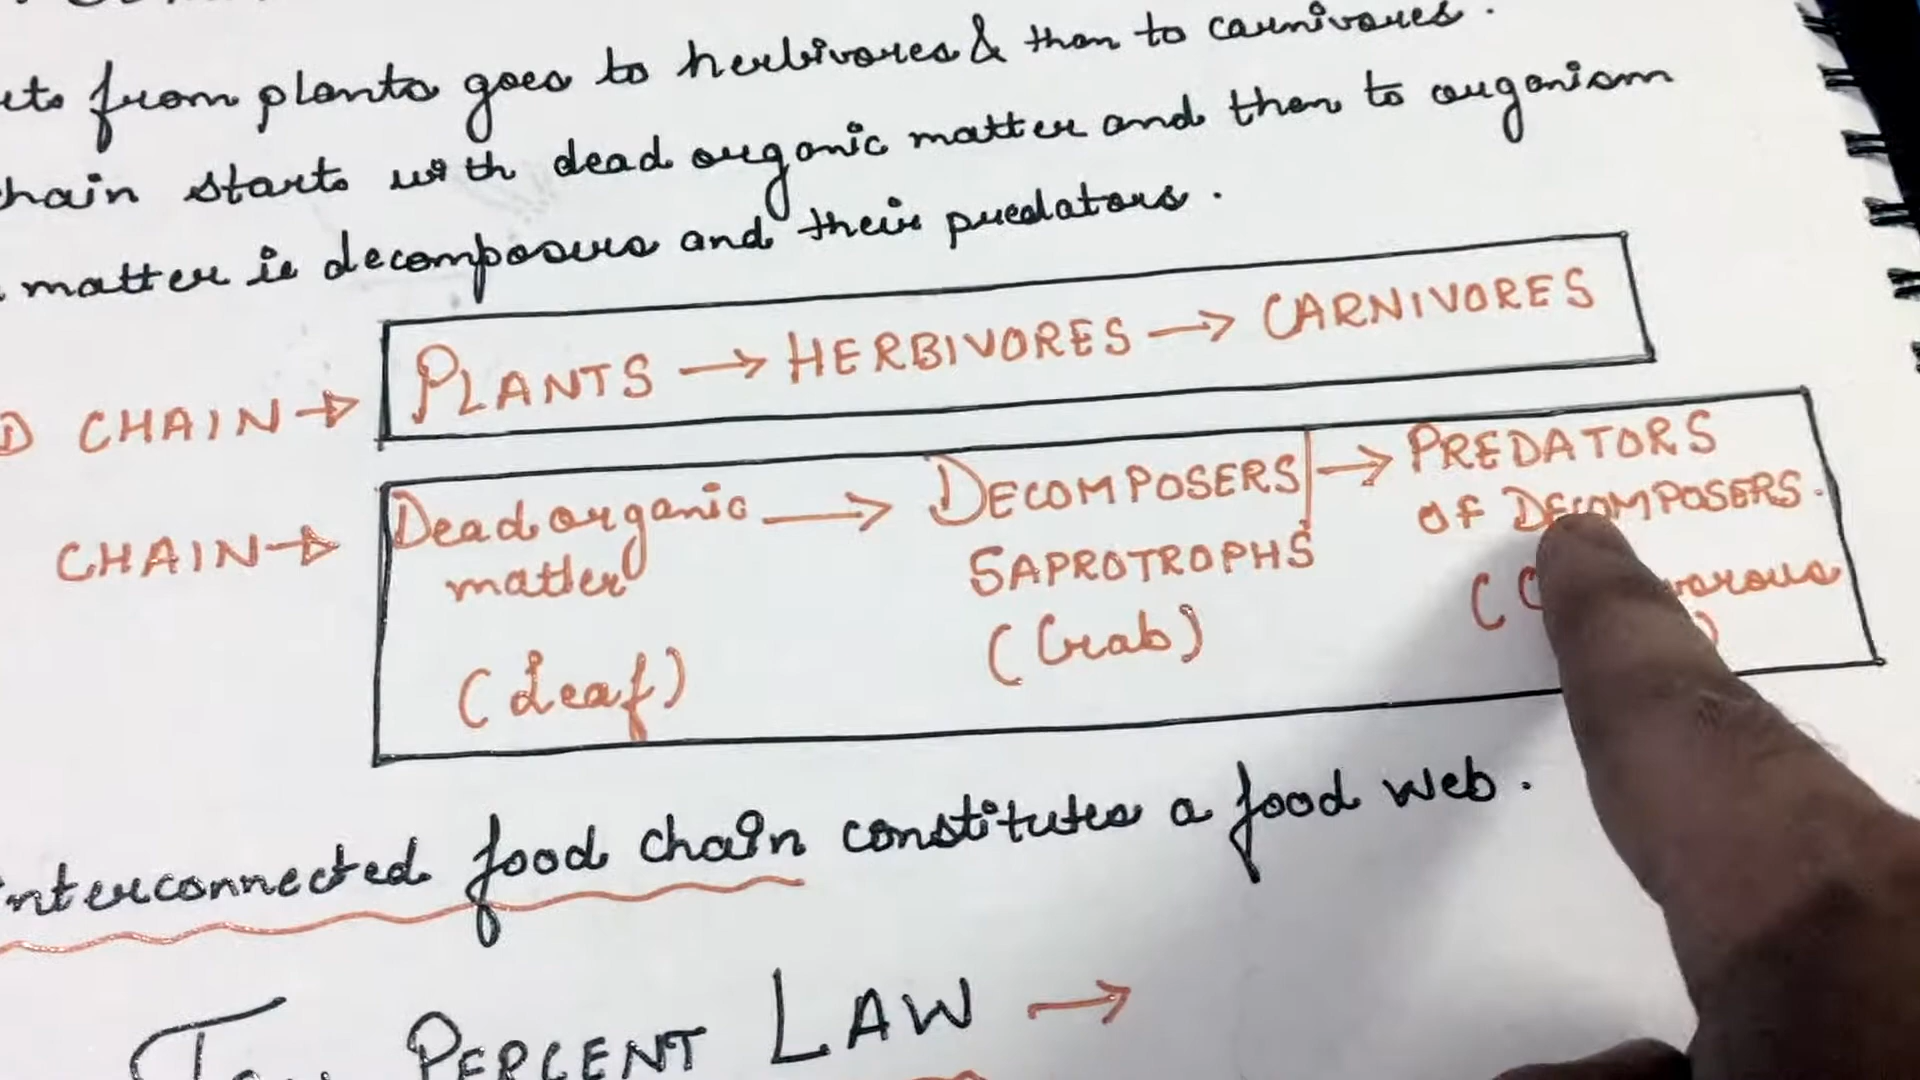 from plants goes to herbivores & then to carnivores.
chain starts with dead organic matter and then to organism
matter ie decomposers and their predators.
CHAIN → PLANTS → HERBIVORES → CARNIVORES
CHAIN → Dead organic matter (Leaf) → DECOMPOSERS SAPROTROPHS (Crab) → PREDATORS OF DECOMPOSERS.
interconnected food chain constitutes a food web.
TEN PERCENT LAW →